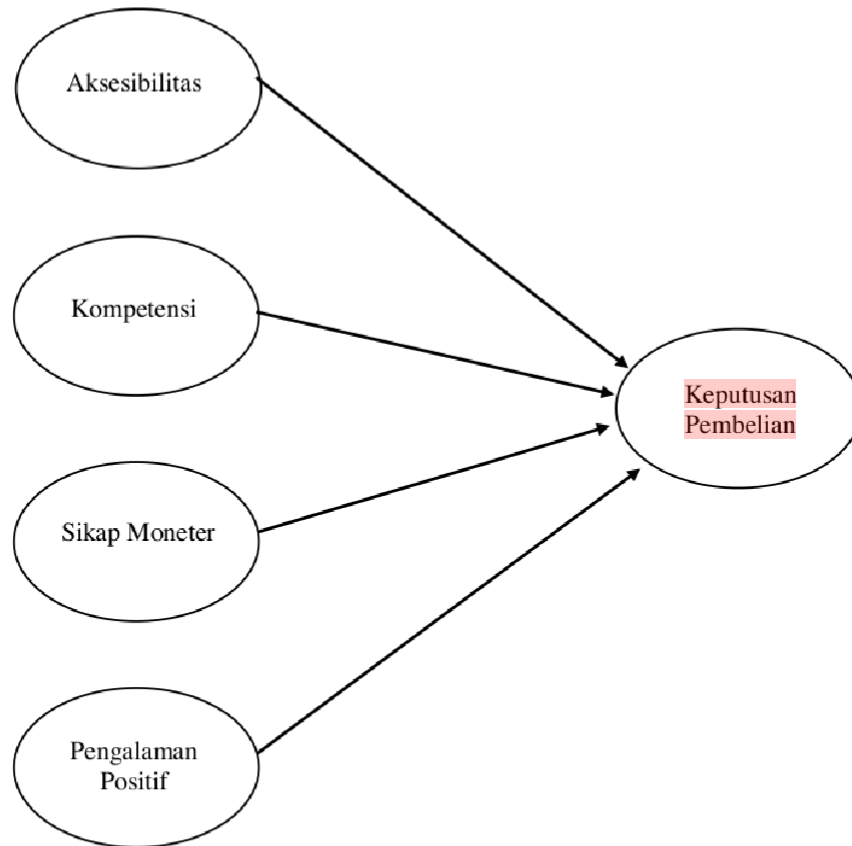 Aksesibilitas
Kompetensi
Keputusan
Pembelian
Sikap Moneter
Pengalaman
Positif